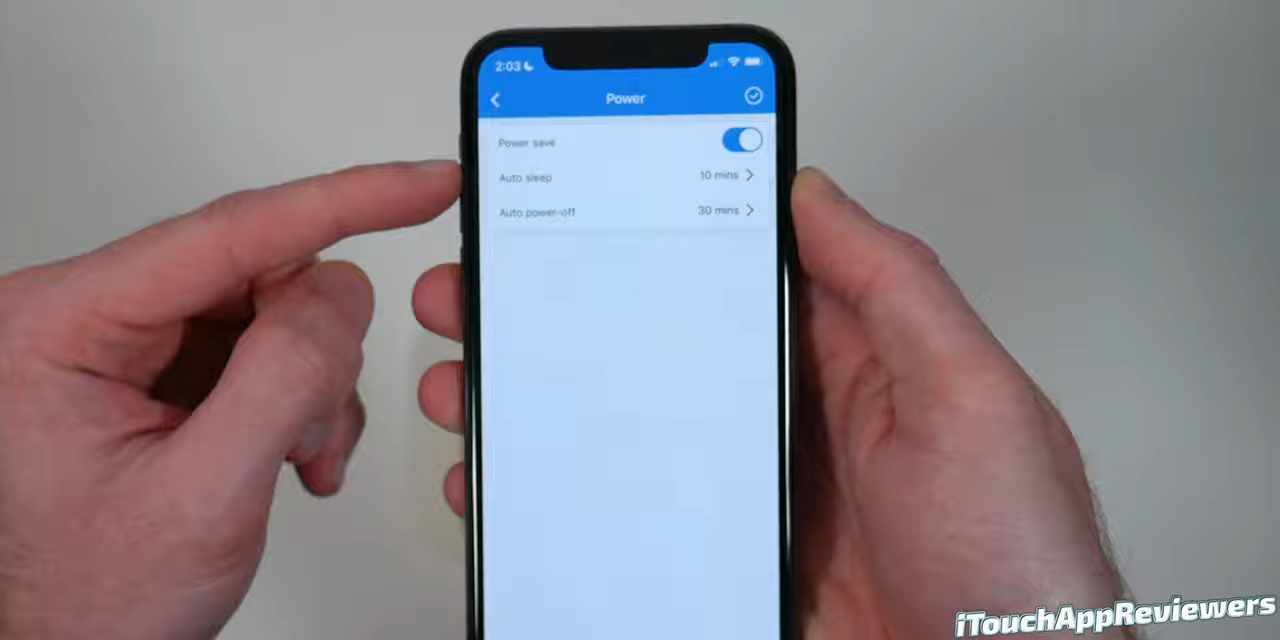 2:03
Power
Power save
Auto sleep 10 mins
Auto power-off 30 mins
iTouchAppReviewers